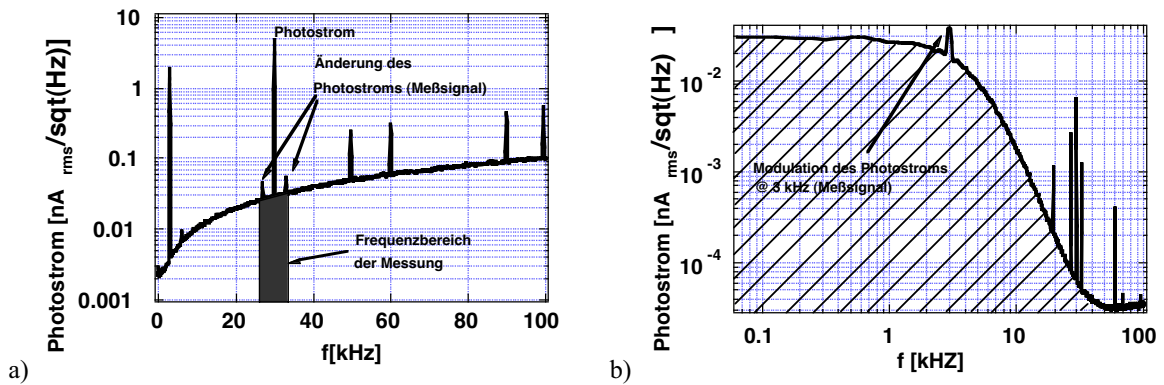 10
1
0.1
0.01
0.001
Photostrom [nA rms/sqt(Hz)]
Photostrom
Änderung des
Photostroms (Meßsignal)
Frequenzbereich
der Messung
0
20
40
60
80
100
f[kHz]
a)
10-2
10-3
10-4
Photostrom [nA rms/sqt(Hz) ]
Modulation des Photostroms
@ 3 kHz (Meßsignal)
0.1
1
10
100
f [kHZ]
b)